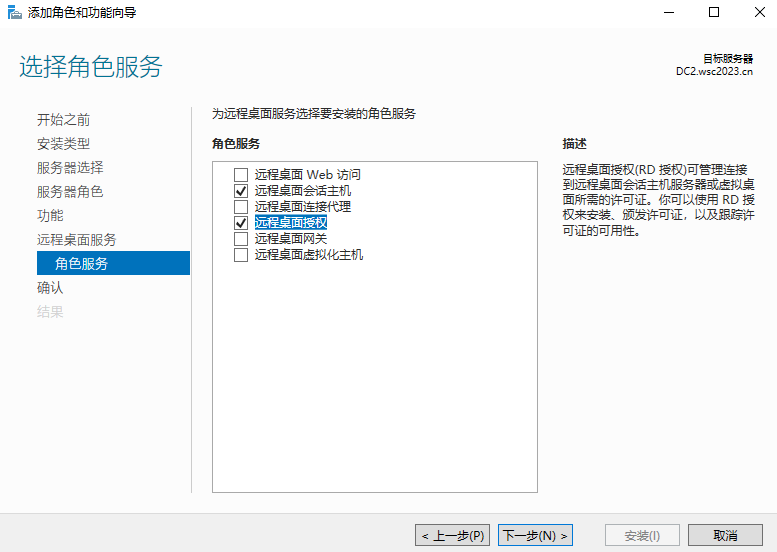 添加角色和功能向导
选择角色服务
目标服务器
DC2.wsc2023.cn
开始之前
安装类型
服务器选择
服务器角色
功能
远程桌面服务
角色服务
确认
结果
为远程桌面服务选择要安装的角色服务
角色服务
远程桌面 Web 访问
远程桌面会话主机
远程桌面连接代理
远程桌面授权
远程桌面网关
远程桌面虚拟化主机
描述
远程桌面授权(RD 授权)可管理连接
到远程桌面会话主机服务器或虚拟桌
面所需的许可证。你可以使用 RD 授
权来安装、颁发许可证，以及跟踪许
可证的可用性。
< 上一步(P)
下一步(N) >
安装(I)
取消